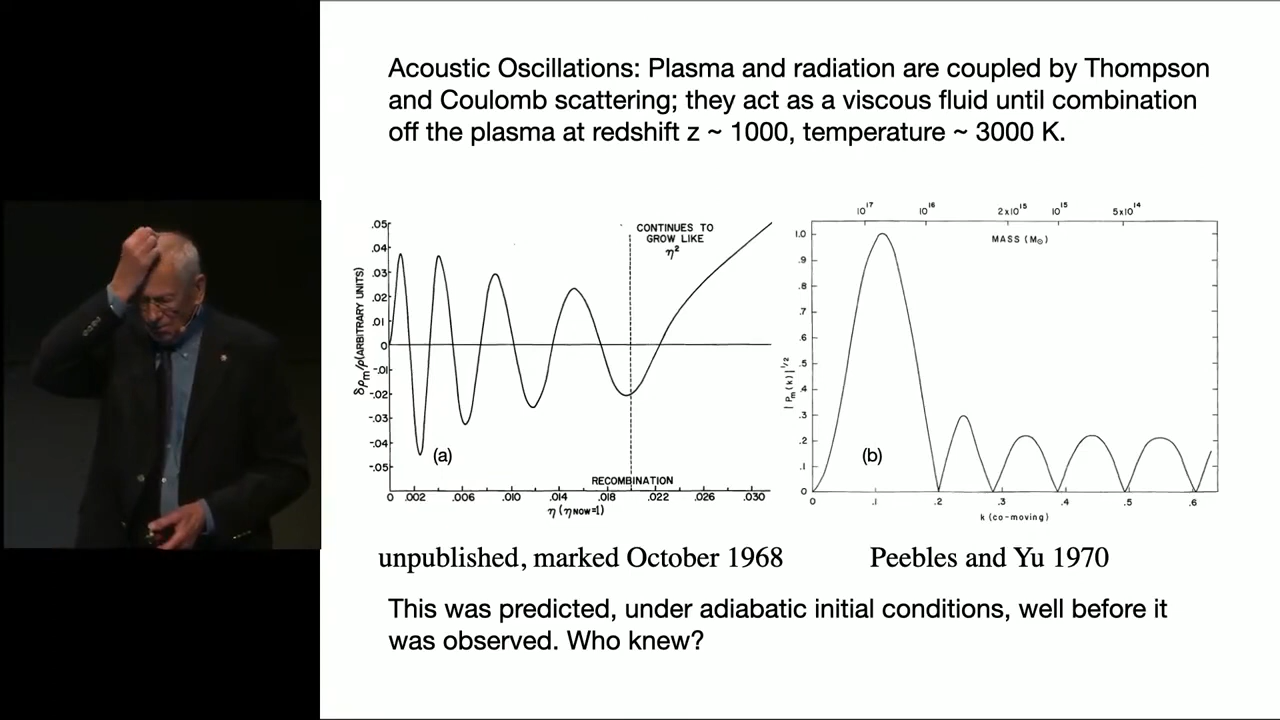 Acoustic Oscillations: Plasma and radiation are coupled by Thompson
and Coulomb scattering; they act as a viscous fluid until combination
off the plasma at redshift z ~ 1000, temperature ~ 3000 K.
.05
.04
.03
.02
.01
0
-.01
-.02
-.03
-.04
-.05
δρm/ρ(ARBITRARY UNITS)
CONTINUES TO
GROW LIKE
η²
(a)
RECOMBINATION
0 .002 .006 .010 .014 .018 .022 .026 .030
η (ηNOW=1)
10¹⁷ 10¹⁶ 2x10¹⁵ 10¹⁵ 5x10¹⁴
MASS (M⊙)
1.0
.9
.8
.7
.6
.5
.4
.3
.2
.1
0
|Pm(k)|^1/2
(b)
0 .1 .2 .3 .4 .5 .6
k (co-moving)
unpublished, marked October 1968
Peebles and Yu 1970
This was predicted, under adiabatic initial conditions, well before it
was observed. Who knew?